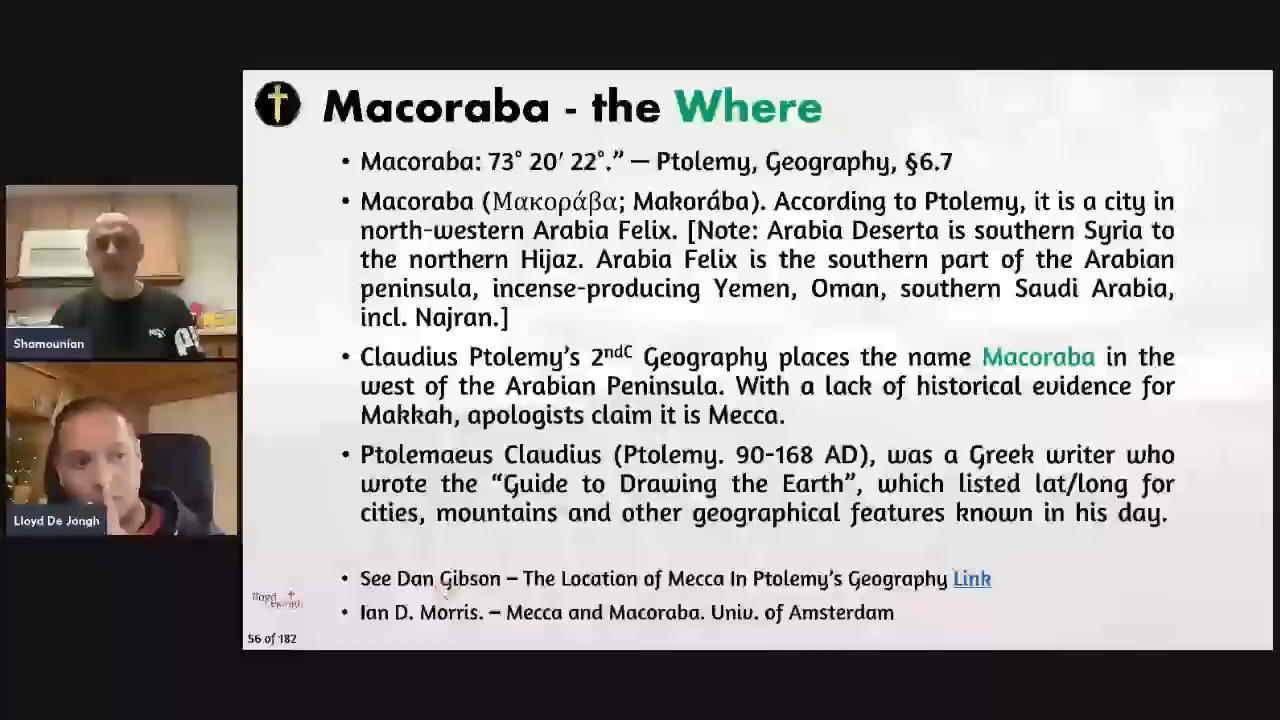 Macoraba - the Where
• Macoraba: 73° 20′ 22°.” — Ptolemy, Geography, §6.7
• Macoraba (Μακοράβα; Makorába). According to Ptolemy, it is a city in
north-western Arabia Felix. [Note: Arabia Deserta is southern Syria to
the northern Hijaz. Arabia Felix is the southern part of the Arabian
peninsula, incense-producing Yemen, Oman, southern Saudi Arabia,
incl. Najran.]
• Claudius Ptolemy’s 2ndC Geography places the name Macoraba in the
west of the Arabian Peninsula. With a lack of historical evidence for
Makkah, apologists claim it is Mecca.
• Ptolemaeus Claudius (Ptolemy. 90-168 AD), was a Greek writer who
wrote the “Guide to Drawing the Earth”, which listed lat/long for
cities, mountains and other geographical features known in his day.
• See Dan Gibson – The Location of Mecca In Ptolemy’s Geography Link
• Ian D. Morris. – Mecca and Macoraba. Univ. of Amsterdam
56 of 182
Shamounian
Lloyd De Jongh